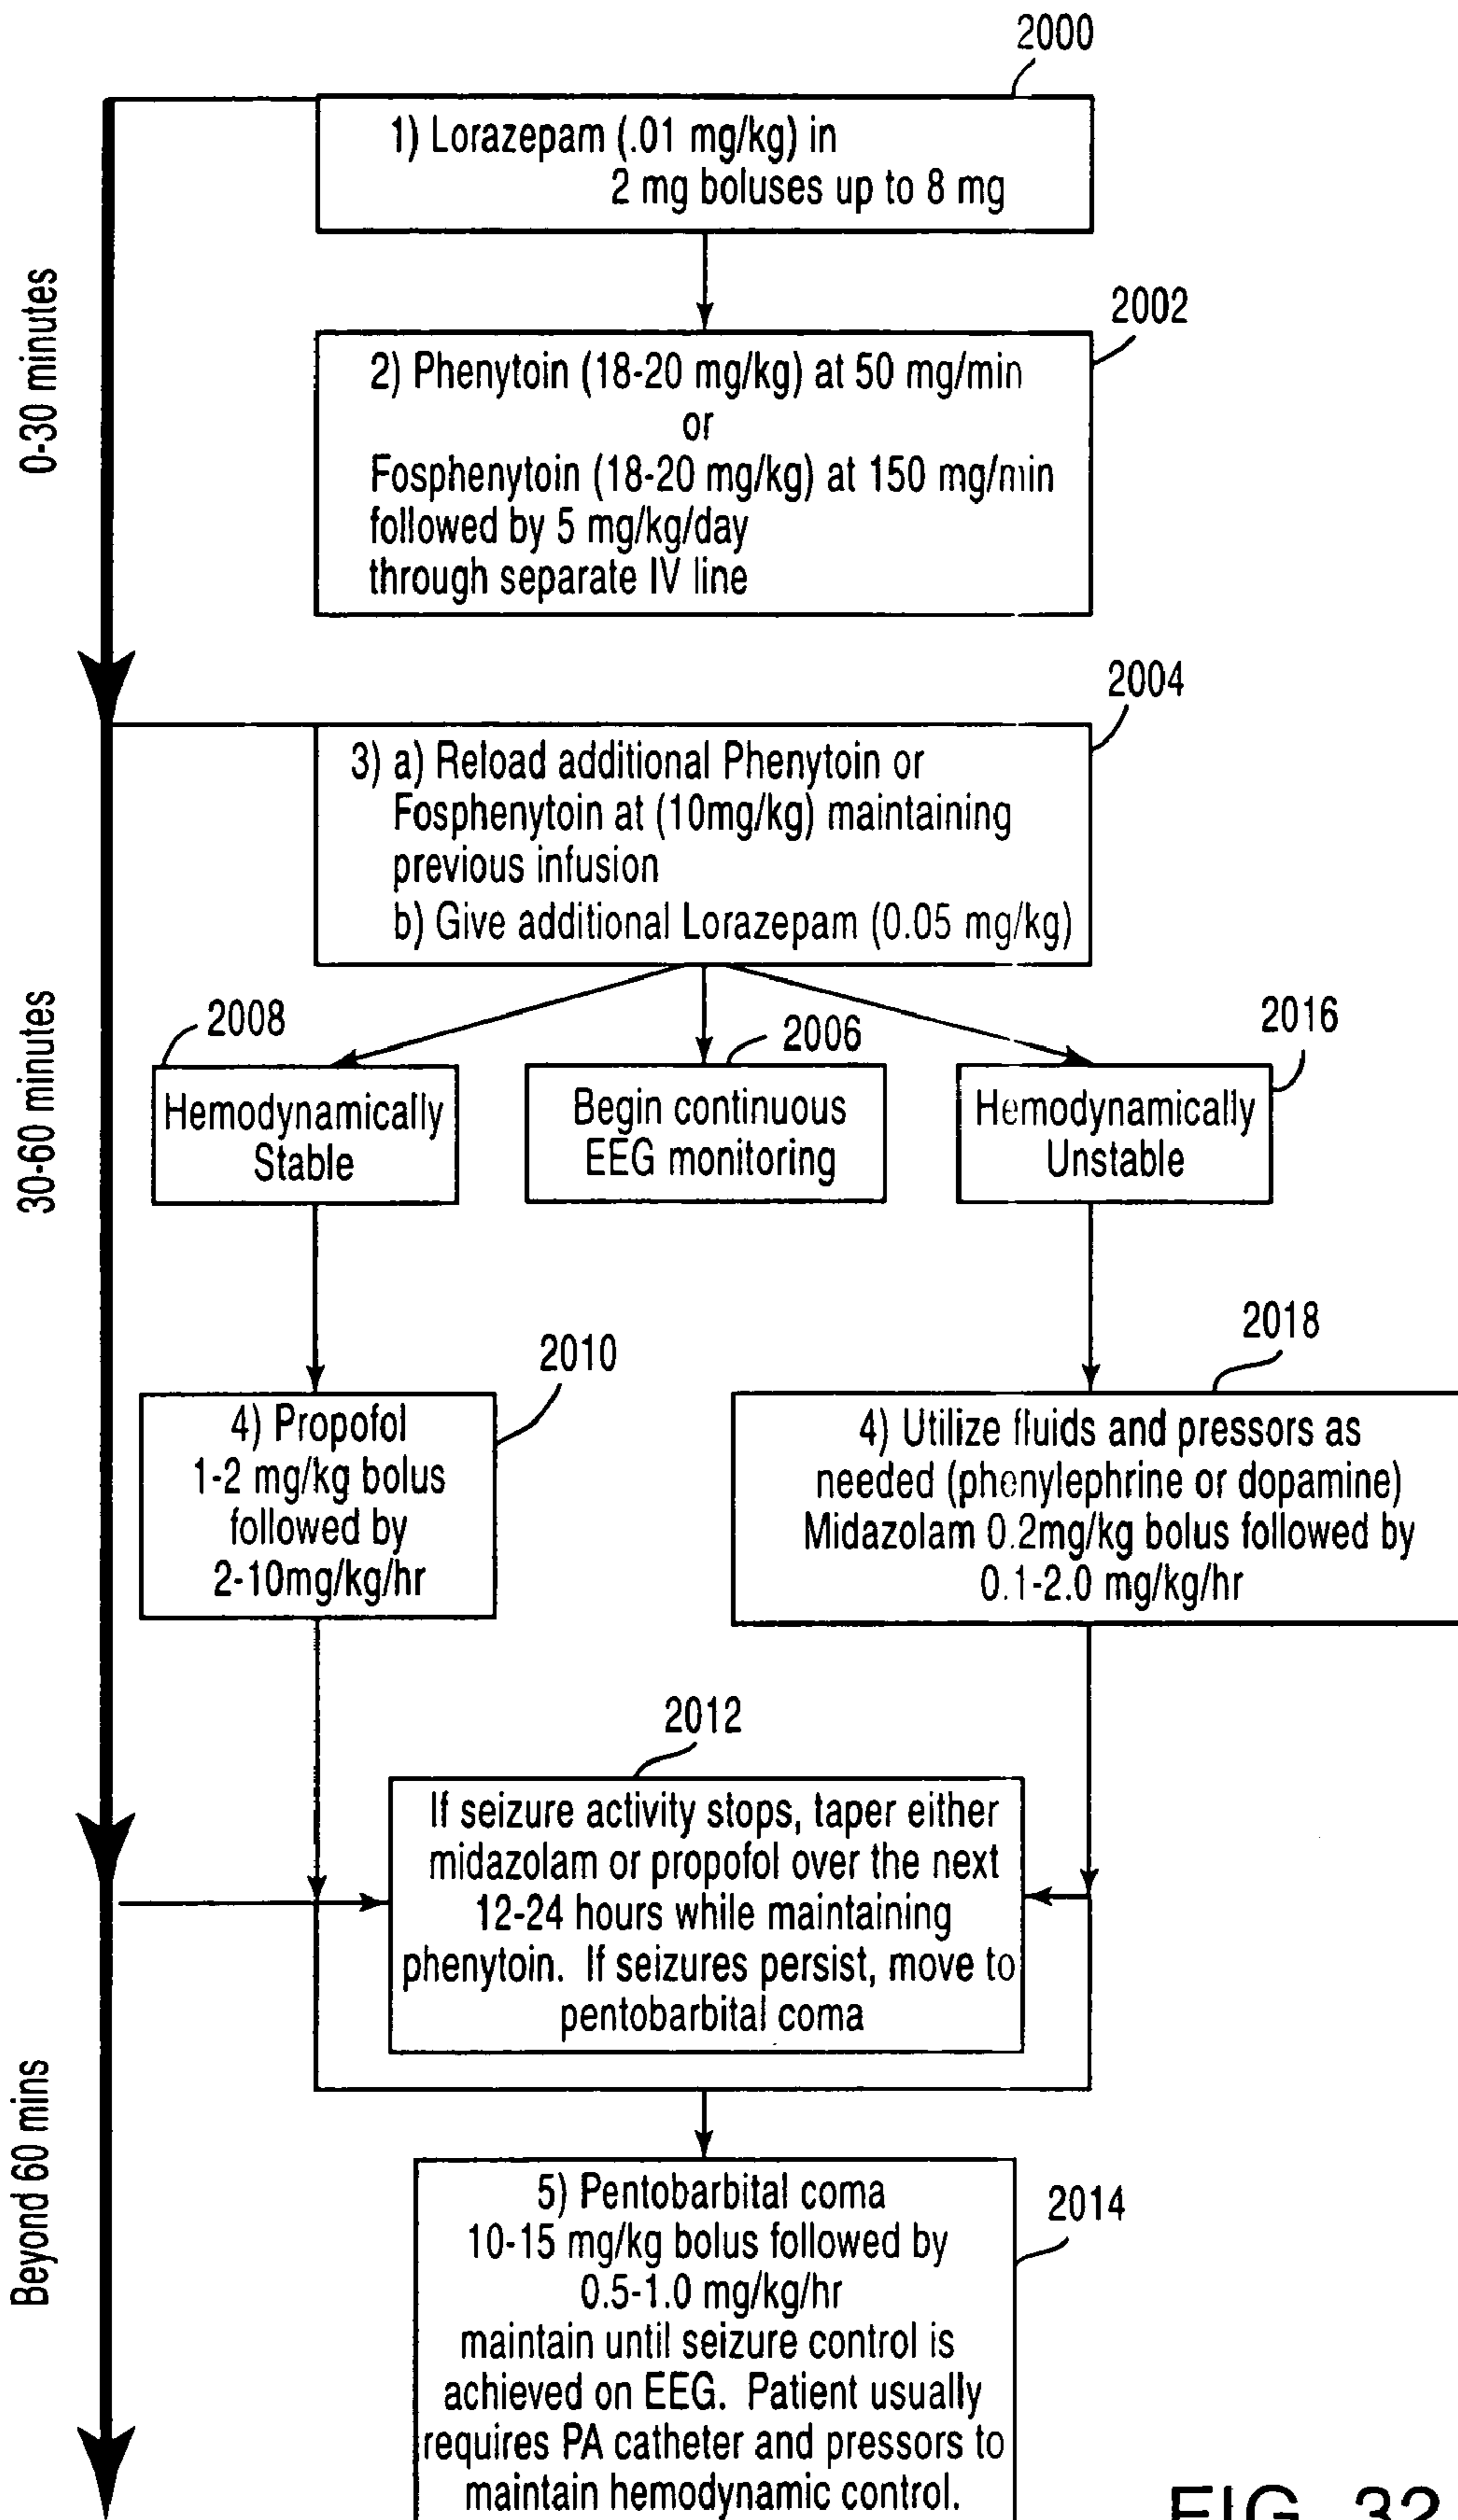 2000
1) Lorazepam (.01 mg/kg) in
2 mg boluses up to 8 mg
0-30 minutes
2002
2) Phenytoin (18-20 mg/kg) at 50 mg/min
or
Fosphenytoin (18-20 mg/kg) at 150 mg/min
followed by 5 mg/kg/day
through separate IV line
2004
3) a) Reload additional Phenytoin or
Fosphenytoin at (10mg/kg) maintaining
previous infusion
b) Give additional Lorazepam (0.05 mg/kg)
30-60 minutes
2008
Hemodynamically
Stable
2006
Begin continuous
EEG monitoring
2016
Hemodynamically
Unstable
2010
4) Propofol
1-2 mg/kg bolus
followed by
2-10mg/kg/hr
2018
4) Utilize fluids and pressors as
needed (phenylephrine or dopamine)
Midazolam 0.2mg/kg bolus followed by
0.1-2.0 mg/kg/hr
2012
If seizure activity stops, taper either
midazolam or propofol over the next
12-24 hours while maintaining
phenytoin. If seizures persist, move to
pentobarbital coma
Beyond 60 mins
2014
5) Pentobarbital coma
10-15 mg/kg bolus followed by
0.5-1.0 mg/kg/hr
maintain until seizure control is
achieved on EEG. Patient usually
requires PA catheter and pressors to
maintain hemodynamic control.
FIG. 32